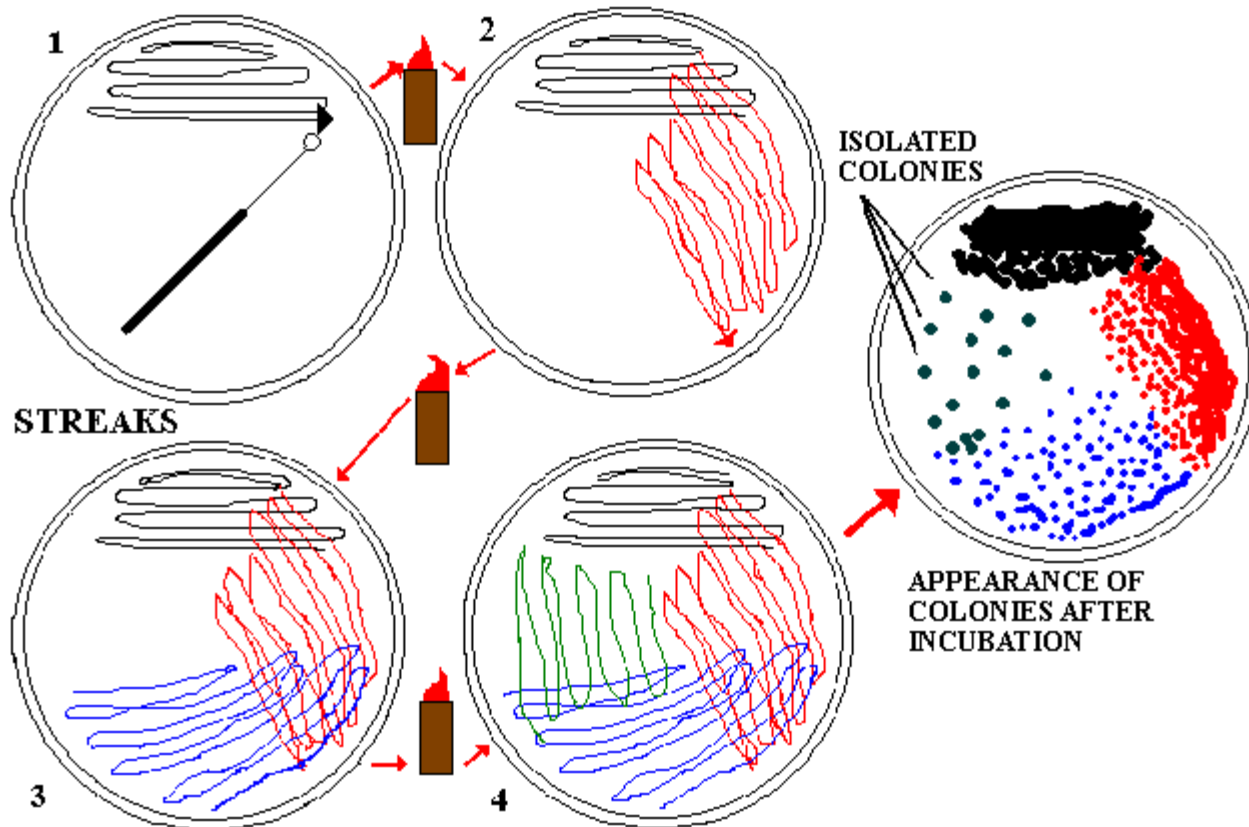 1
2
ISOLATED
COLONIES
STREAKS
3
4
APPEARANCE OF
COLONIES AFTER
INCUBATION